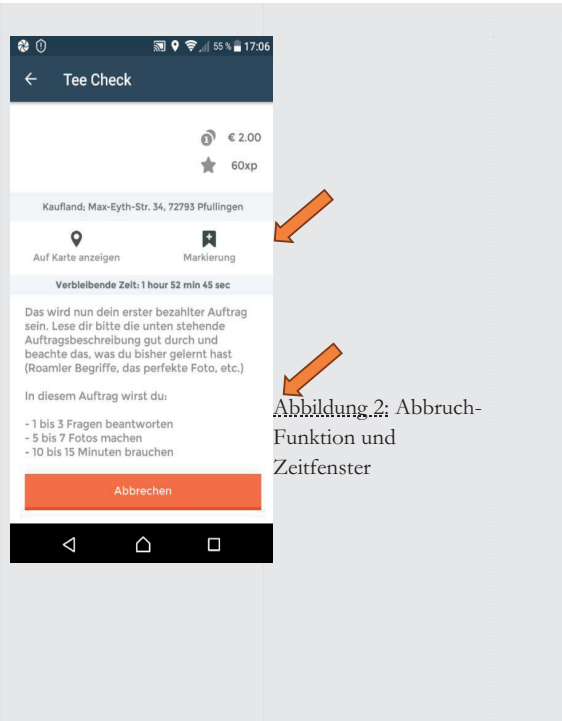 55 % 17:06
Tee Check
€ 2.00
60xp
Kaufland; Max-Eyth-Str. 34, 72793 Pfullingen
Auf Karte anzeigen Markierung
Verbleibende Zeit: 1 hour 52 min 45 sec
Das wird nun dein erster bezahlter Auftrag
sein. Lese dir bitte die unten stehende
Auftragsbeschreibung gut durch und
beachte das, was du bisher gelernt hast
(Roamler Begriffe, das perfekte Foto, etc.)
In diesem Auftrag wirst du:
- 1 bis 3 Fragen beantworten
- 5 bis 7 Fotos machen
- 10 bis 15 Minuten brauchen
Abbrechen
Abbildung 2: Abbruch-
Funktion und
Zeitfenster